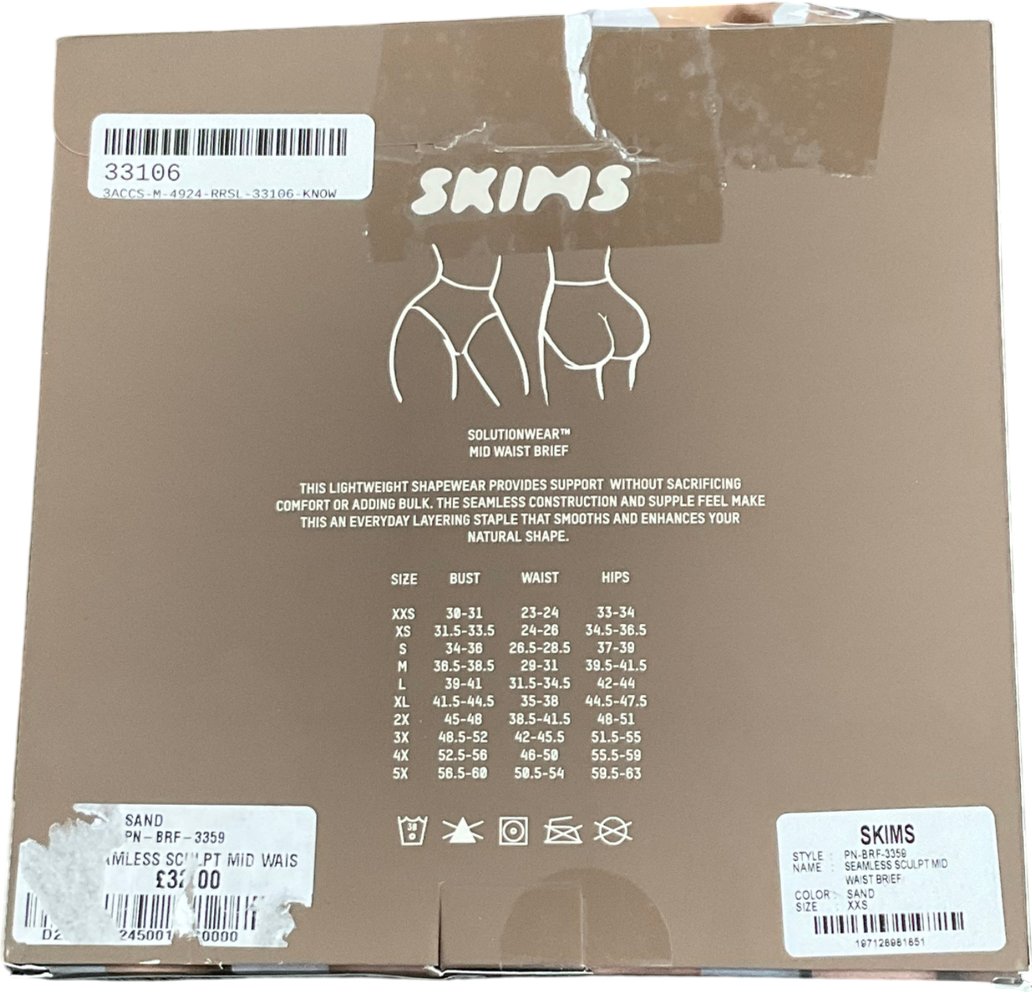 33106
3ACCS-M-4924-RRSL-33106-KNOW
SKIMS
SOLUTIONWEAR™
MID WAIST BRIEF
THIS LIGHTWEIGHT SHAPEWEAR PROVIDES SUPPORT WITHOUT SACRIFICING
COMFORT OR ADDING BULK. THE SEAMLESS CONSTRUCTION AND SUPPLE FEEL MAKE
THIS AN EVERYDAY LAYERING STAPLE THAT SMOOTHS AND ENHANCES YOUR
NATURAL SHAPE.
SIZE BUST WAIST HIPS
XXS 30-31 23-24 33-34
XS 31.5-33.5 24-26 34.5-36.5
S 34-36 26.5-28.5 37-39
M 36.5-38.5 29-31 39.5-41.5
L 39-41 31.5-34.5 42-44
XL 41.5-44.5 35-38 44.5-47.5
2X 45-48 38.5-41.5 48-51
3X 48.5-52 42-45.5 51.5-55
4X 52.5-56 46-50 55.5-59
5X 56.5-60 50.5-54 59.5-63
30
SAND
PN-BRF-3359
MLESS SCULPT MID WAIS
£32.00
SKIMS
STYLE : PN-BRF-3359
NAME : SEAMLESS SCULPT MID
WAIST BRIEF
COLOR : SAND
SIZE : XXS
197128981651